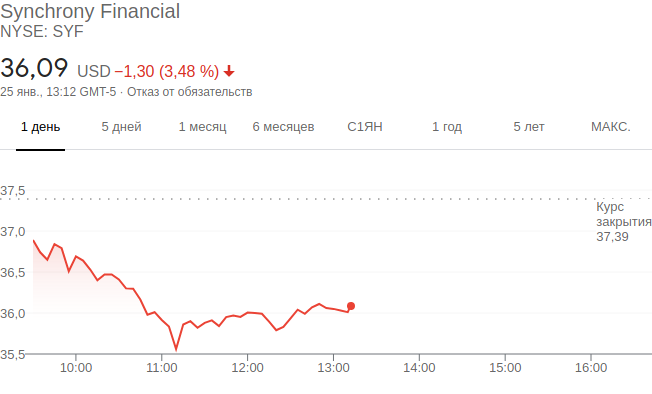 Synchrony Financial
NYSE: SYF
36,09 USD −1,30 (3,48 %)
25 янв., 13:12 GMT-5 · Отказ от обязательств
1 день 5 дней 1 месяц 6 месяцев С1ЯН 1 год 5 лет МАКС.
37,5
Курс
закрытия
37,39
37,0
36,5
36,0
35,5
10:00 11:00 12:00 13:00 14:00 15:00 16:00